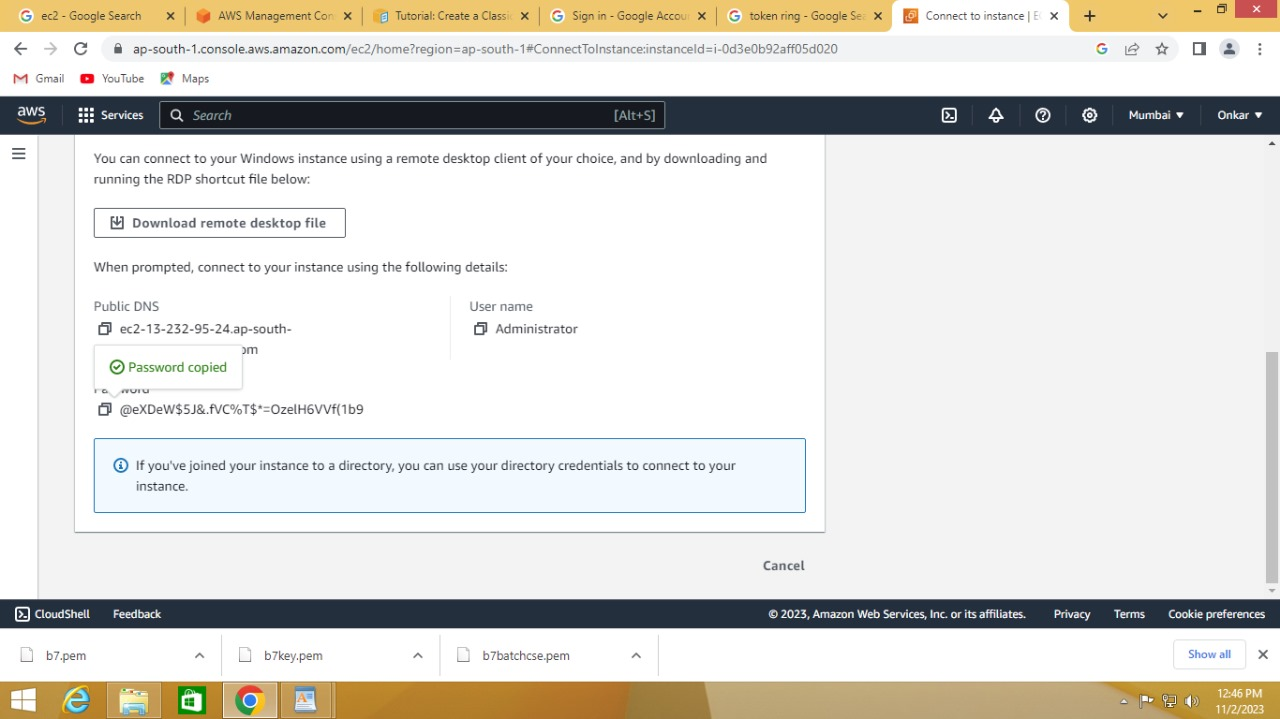 ec2 - Google Search
AWS Management Con
Tutorial: Create a Classic
Sign in - Google Accou
token ring - Google Sea
Connect to instance | E
ap-south-1.console.aws.amazon.com/ec2/home?region=ap-south-1#ConnectToInstance:instanceId=i-0d3e0b92aff05d020
Gmail YouTube Maps
aws Services Search [Alt+S] Mumbai Onkar
You can connect to your Windows instance using a remote desktop client of your choice, and by downloading and
running the RDP shortcut file below:
Download remote desktop file
When prompted, connect to your instance using the following details:
Public DNS
ec2-13-232-95-24.ap-south-
om
User name
Administrator
Password copied
Password
@eXDeW$5J&.fVC%T$*=OzelH6VVf(1b9
If you've joined your instance to a directory, you can use your directory credentials to connect to your
instance.
Cancel
CloudShell Feedback © 2023, Amazon Web Services, Inc. or its affiliates. Privacy Terms Cookie preferences
b7.pem b7key.pem b7batchcse.pem Show all
12:46 PM
11/2/2023